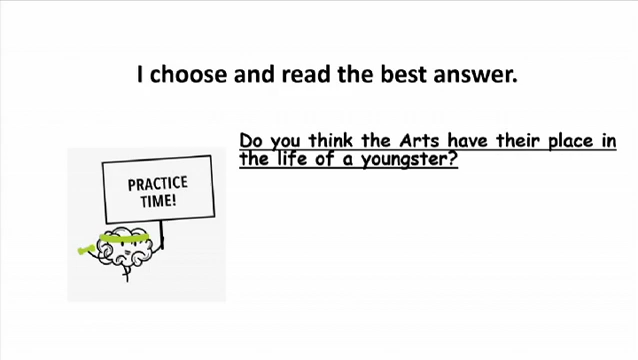 I choose and read the best answer.
Do you think the Arts have their place in
the life of a youngster?
PRACTICE
TIME!